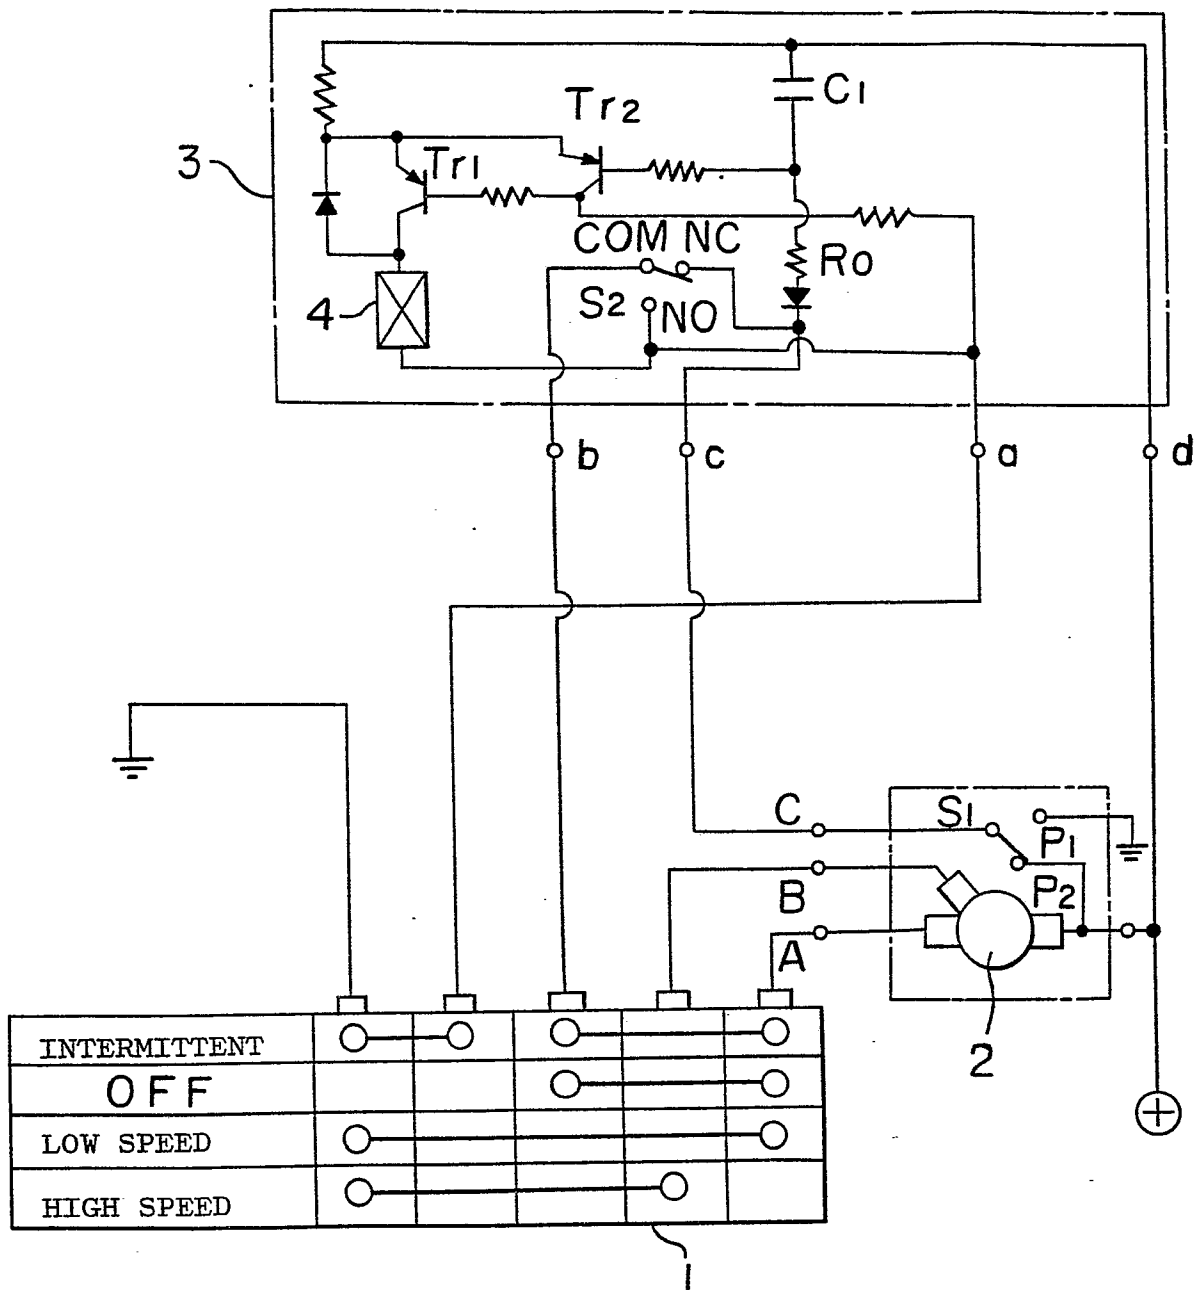 C1
Tr2
3
Tr1
COM NC
Ro
S2
4
NO
b
c
a
d
C
S1
P1
B
P2
A
2
INTERMITTENT
OFF
LOW SPEED
HIGH SPEED
1